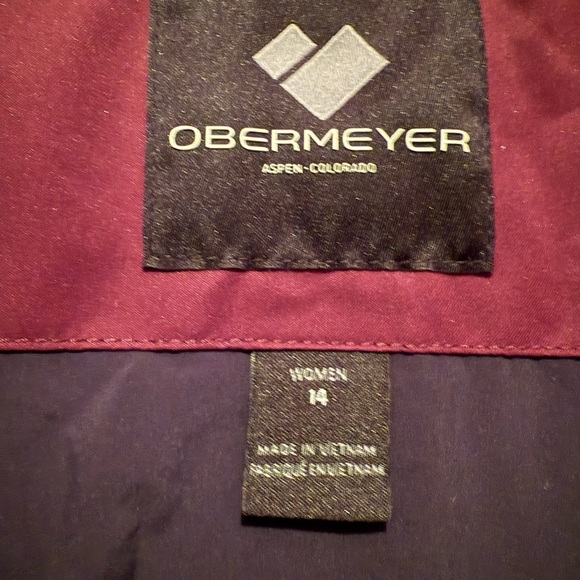 OBERMEYER
ASPEN-COLORADO
WOMEN
14
MADE IN VIETNAM
FABRIQUÉ EN VIETNAM